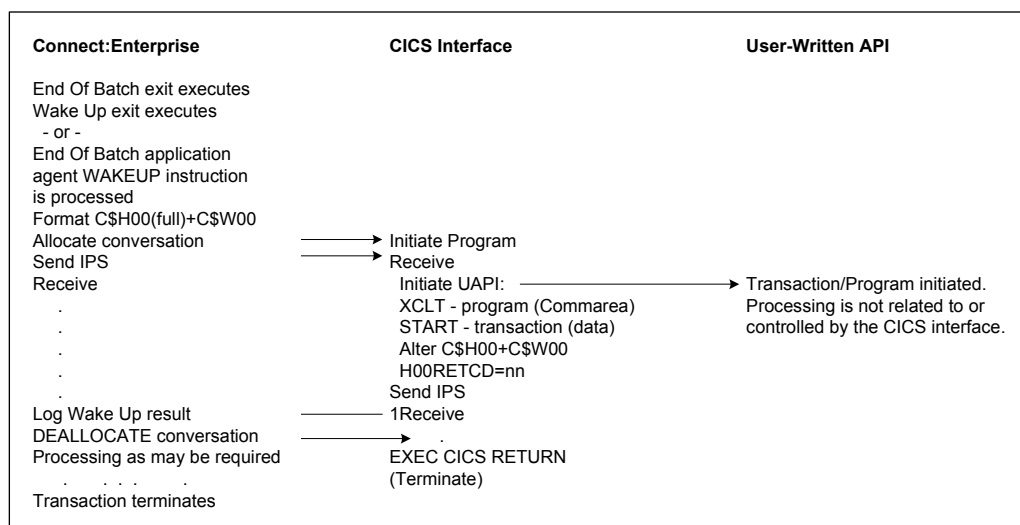 Connect:Enterprise CICS Interface User-Written API
End Of Batch exit executes
Wake Up exit executes
- or -
End Of Batch application
agent WAKEUP instruction
is processed
Format C$H00(full)+C$W00
Allocate conversation Initiate Program
Send IPS Receive
Receive Initiate UAPI: Transaction/Program initiated.
. XCLT - program (Commarea) Processing is not related to or
. START - transaction (data) controlled by the CICS interface.
. Alter C$H00+C$W00
. H00RETCD=nn
. Send IPS
Log Wake Up result 1Receive
DEALLOCATE conversation .
Processing as may be required EXEC CICS RETURN
. . . . . (Terminate)
Transaction terminates